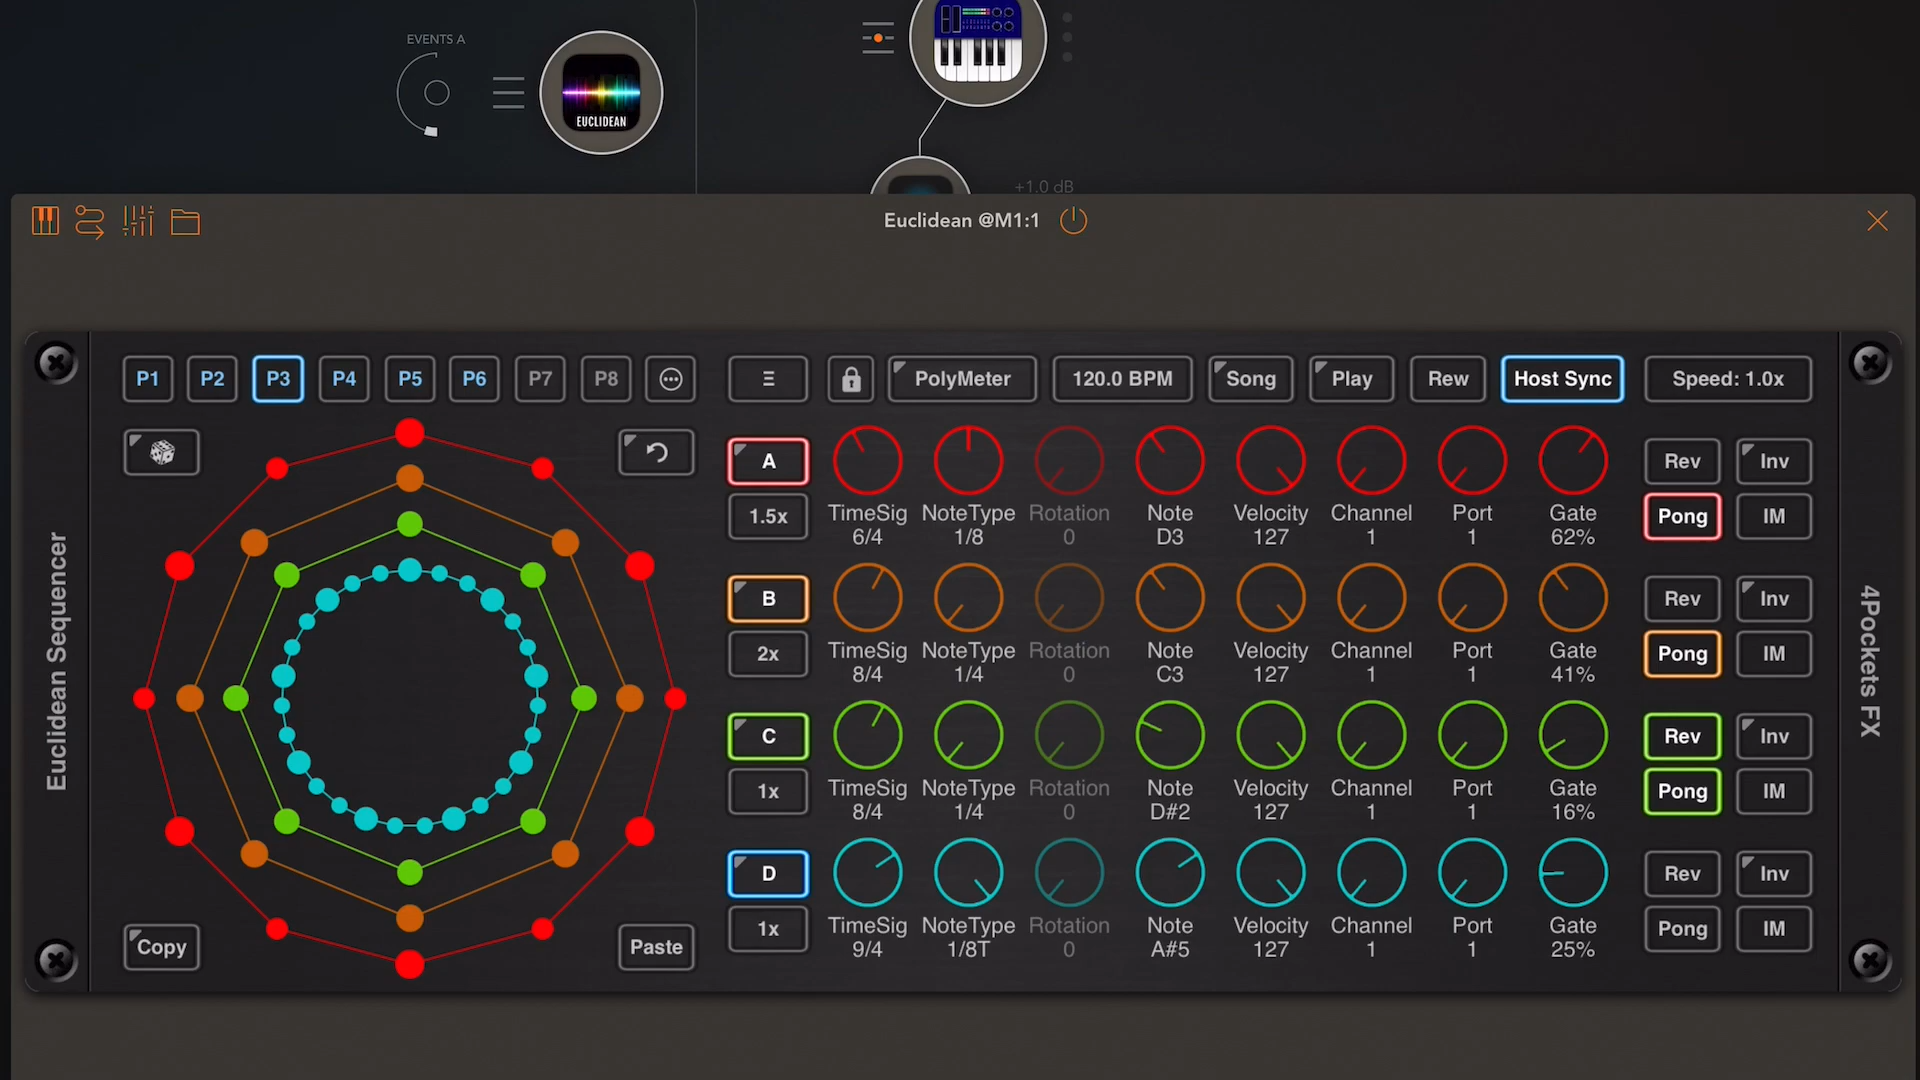 EVENTS A
EUCLIDEAN
+1.0 dB
Euclidean @M1:1
P1 P2 P3 P4 P5 P6 P7 P8
PolyMeter 120.0 BPM Song Play Rew Host Sync Speed: 1.0x
Euclidean Sequencer
Copy
Paste
A
1.5x
TimeSig NoteType Rotation Note Velocity Channel Port Gate
6/4 1/8 0 D3 127 1 1 62%
Rev Inv
Pong IM
B
2x
TimeSig NoteType Rotation Note Velocity Channel Port Gate
8/4 1/4 0 C3 127 1 1 41%
Rev Inv
Pong IM
C
1x
TimeSig NoteType Rotation Note Velocity Channel Port Gate
8/4 1/4 0 D#2 127 1 1 16%
Rev Inv
Pong IM
D
1x
TimeSig NoteType Rotation Note Velocity Channel Port Gate
9/4 1/8T 0 A#5 127 1 1 25%
Rev Inv
Pong IM
4Pockets FX